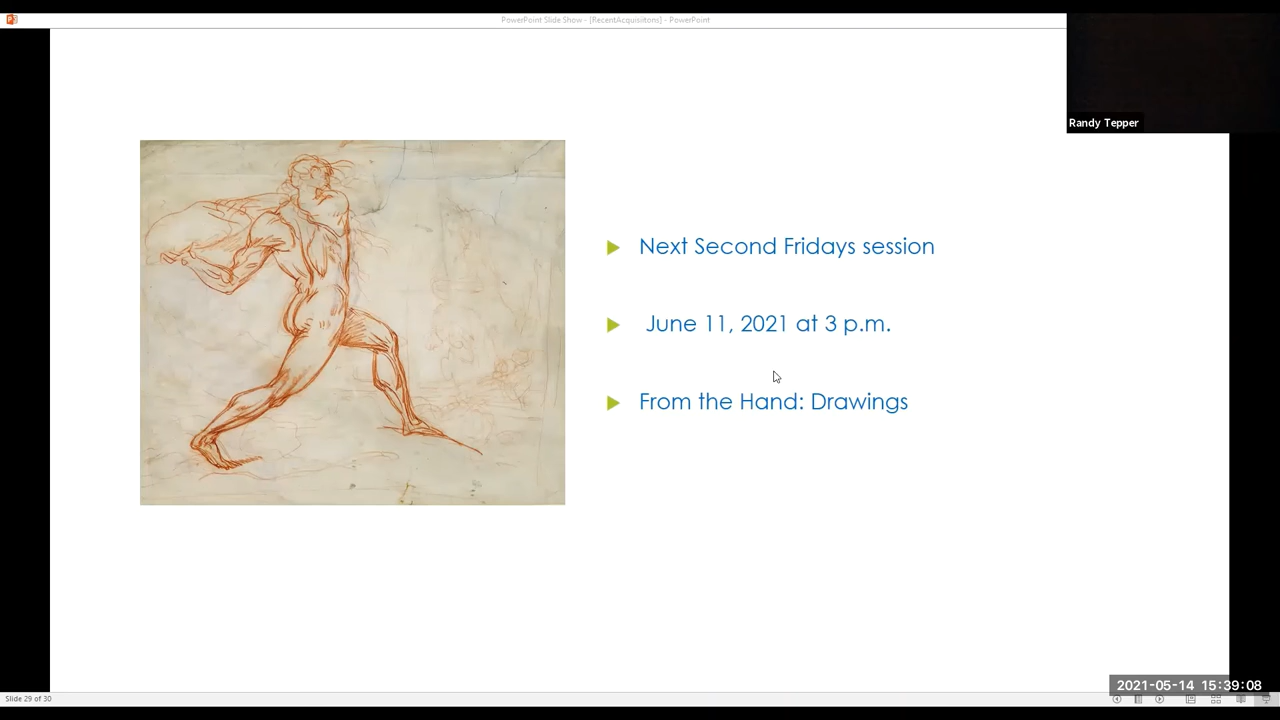 PowerPoint Slide Show - [RecentAcquisiitons] - PowerPoint
Randy Tepper
Next Second Fridays session
June 11, 2021 at 3 p.m.
From the Hand: Drawings
2021-05-14 15:39:08
Slide 29 of 30